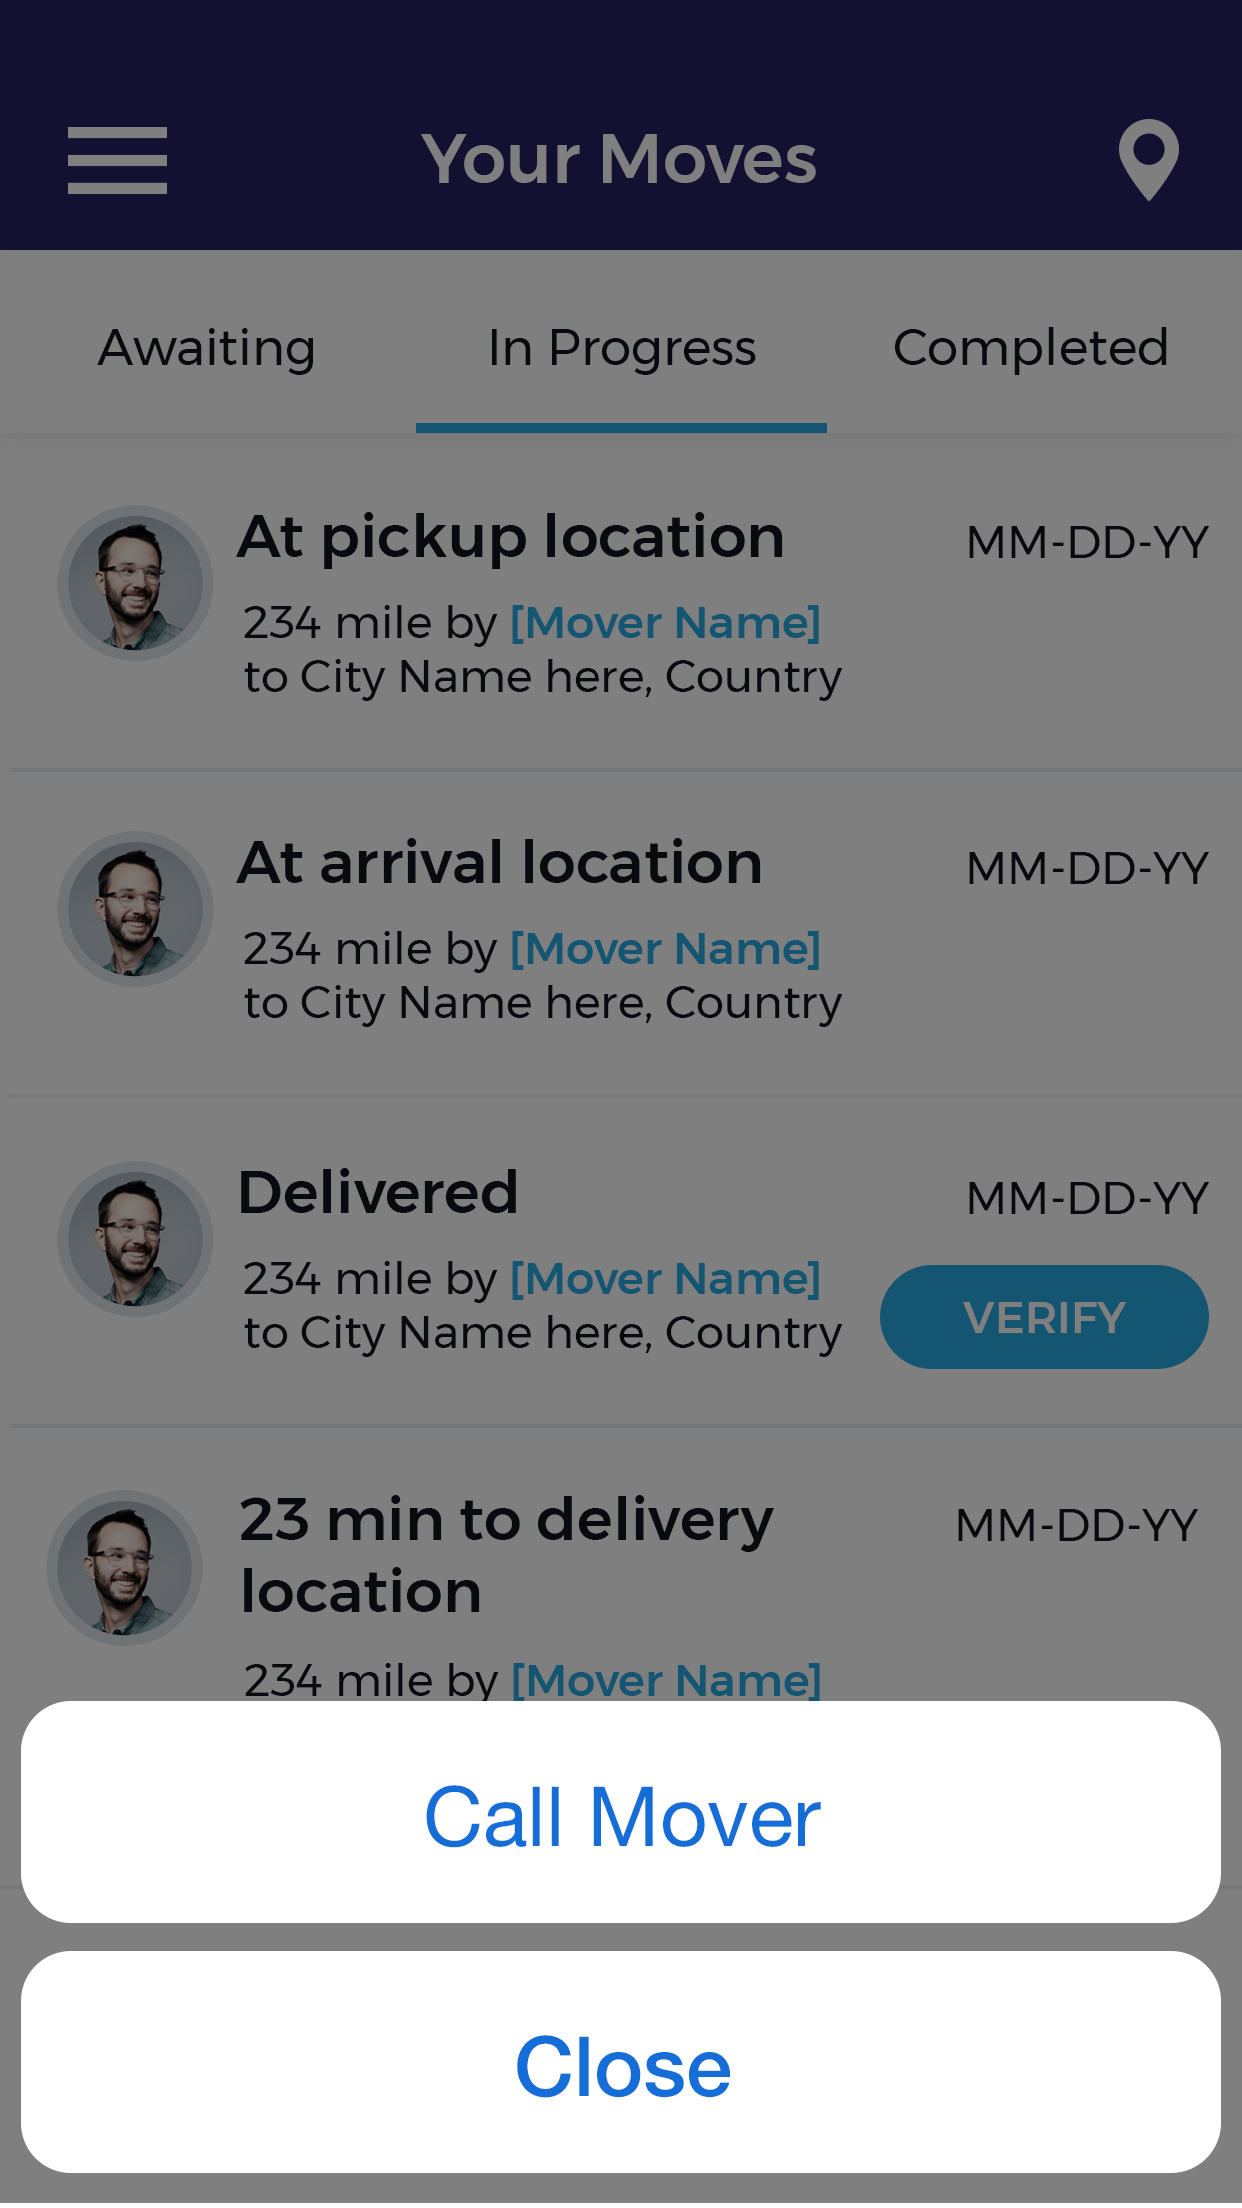 Your Moves
Awaiting
In Progress
Completed
At pickup location
MM-DD-YY
234 mile by [Mover Name]
to City Name here, Country
At arrival location
MM-DD-YY
234 mile by [Mover Name]
to City Name here, Country
Delivered
MM-DD-YY
234 mile by [Mover Name]
to City Name here, Country
VERIFY
23 min to delivery
location
MM-DD-YY
234 mile by [Mover Name]
Call Mover
Close